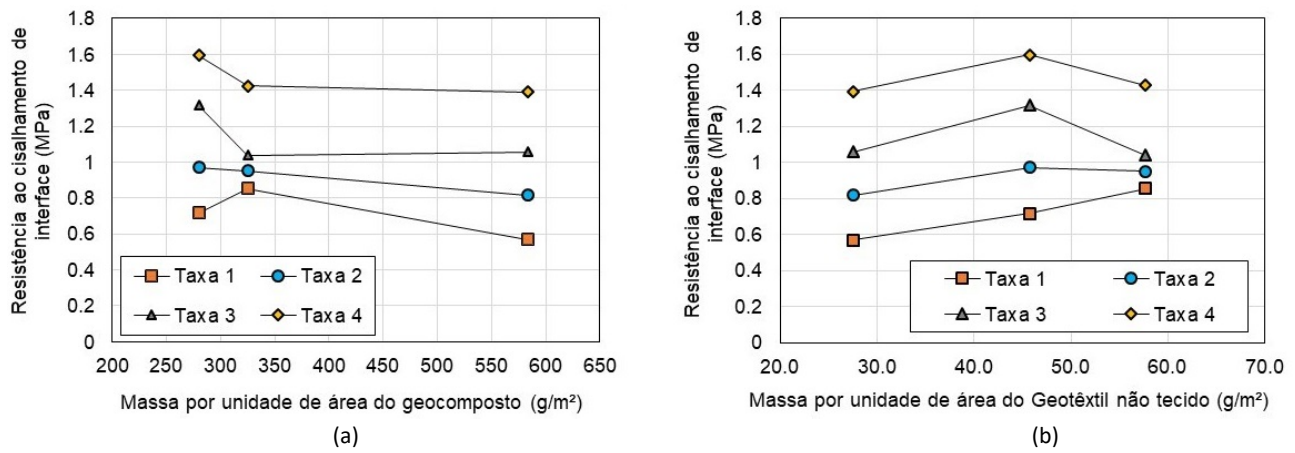 Resistência ao cisalhamento de
interface (MPa)
1.8
1.6
1.4
1.2
1
0.8
0.6
0.4
0.2
0
Taxa 1
Taxa 2
Taxa 3
Taxa 4
200 250 300 350 400 450 500 550 600 650
Massa por unidade de área do geocomposto (g/m²)
(a)
Resistência ao cisalhamento de
interface (MPa)
1.8
1.6
1.4
1.2
1
0.8
0.6
0.4
0.2
0
Taxa 1
Taxa 2
Taxa 3
Taxa 4
20.0 30.0 40.0 50.0 60.0 70.0
Massa por unidade de área do Geotêxtil não tecido (g/m²)
(b)